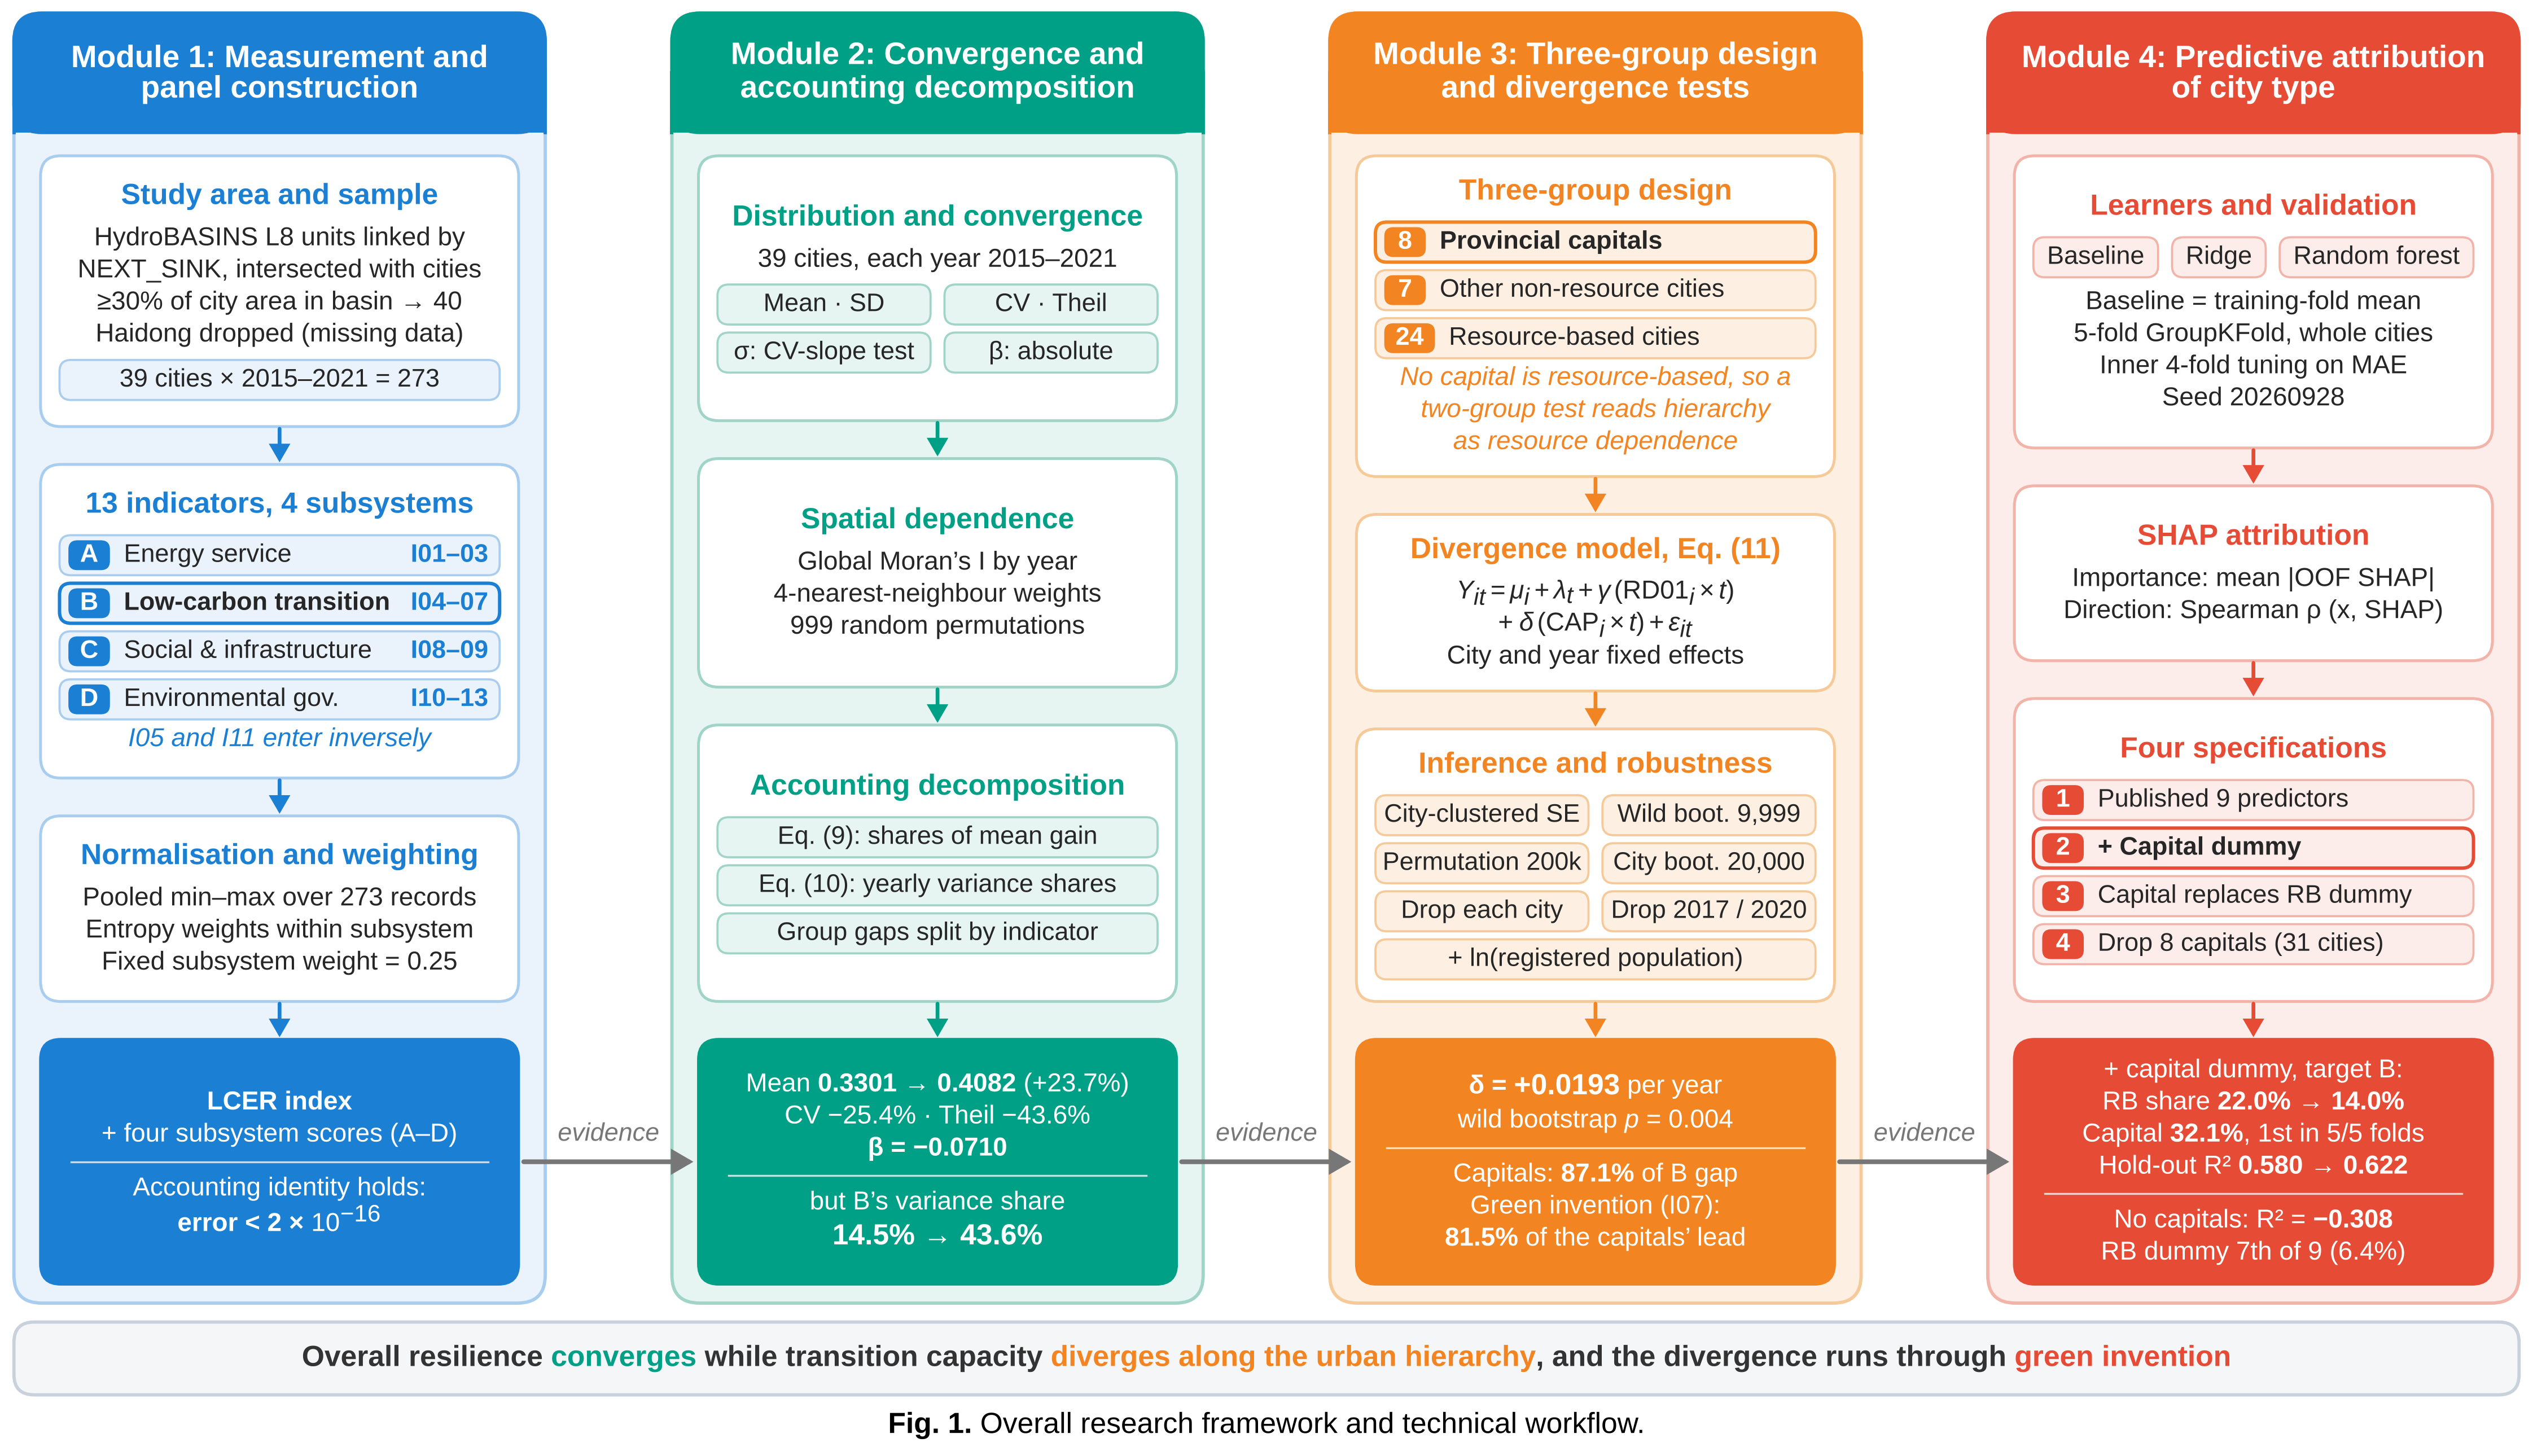 Module 1: Measurement and
panel construction
Study area and sample
HydroBASINS L8 units linked by
NEXT_SINK, intersected with cities
≥30% of city area in basin → 40
Haidong dropped (missing data)
39 cities × 2015–2021 = 273
13 indicators, 4 subsystems
A Energy service I01–03
B Low-carbon transition I04–07
C Social & infrastructure I08–09
D Environmental gov. I10–13
I05 and I11 enter inversely
Normalisation and weighting
Pooled min–max over 273 records
Entropy weights within subsystem
Fixed subsystem weight = 0.25
LCER index
+ four subsystem scores (A–D)
Accounting identity holds:
error < 2 × 10⁻¹⁶
evidence
Module 2: Convergence and
accounting decomposition
Distribution and convergence
39 cities, each year 2015–2021
Mean · SD CV · Theil
σ: CV-slope test β: absolute
Spatial dependence
Global Moran’s I by year
4-nearest-neighbour weights
999 random permutations
Accounting decomposition
Eq. (9): shares of mean gain
Eq. (10): yearly variance shares
Group gaps split by indicator
Mean 0.3301 → 0.4082 (+23.7%)
CV −25.4% · Theil −43.6%
β = −0.0710
but B’s variance share
14.5% → 43.6%
evidence
Module 3: Three-group design
and divergence tests
Three-group design
8 Provincial capitals
7 Other non-resource cities
24 Resource-based cities
No capital is resource-based, so a
two-group test reads hierarchy
as resource dependence
Divergence model, Eq. (11)
Y_it = μ_i + λ_t + γ (RD01_i × t)
+ δ (CAP_i × t) + ε_it
City and year fixed effects
Inference and robustness
City-clustered SE Wild boot. 9,999
Permutation 200k City boot. 20,000
Drop each city Drop 2017 / 2020
+ ln(registered population)
δ = +0.0193 per year
wild bootstrap p = 0.004
Capitals: 87.1% of B gap
Green invention (I07):
81.5% of the capitals’ lead
evidence
Module 4: Predictive attribution
of city type
Learners and validation
Baseline Ridge Random forest
Baseline = training-fold mean
5-fold GroupKFold, whole cities
Inner 4-fold tuning on MAE
Seed 20260928
SHAP attribution
Importance: mean |OOF SHAP|
Direction: Spearman ρ (x, SHAP)
Four specifications
1 Published 9 predictors
2 + Capital dummy
3 Capital replaces RB dummy
4 Drop 8 capitals (31 cities)
+ capital dummy, target B:
RB share 22.0% → 14.0%
Capital 32.1%, 1st in 5/5 folds
Hold-out R² 0.580 → 0.622
No capitals: R² = −0.308
RB dummy 7th of 9 (6.4%)
Overall resilience converges while transition capacity diverges along the urban hierarchy, and the divergence runs through green invention
Fig. 1. Overall research framework and technical workflow.